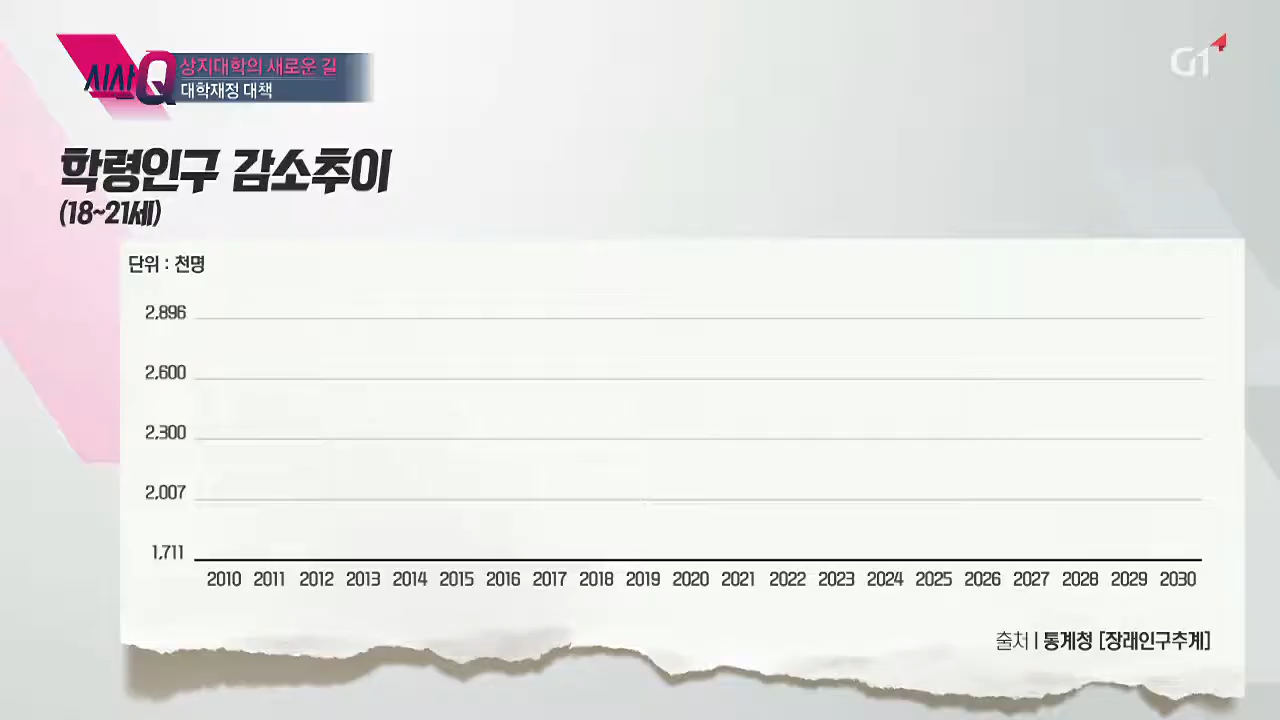 시사Q
상지대학의 새로운 길
대학재정 대책
G1
학령인구 감소추이
(18~21세)
단위 : 천명
2,896
2,600
2,300
2,007
1,711
2010 2011 2012 2013 2014 2015 2016 2017 2018 2019 2020 2021 2022 2023 2024 2025 2026 2027 2028 2029 2030
출처 | 통계청 [장래인구추계]